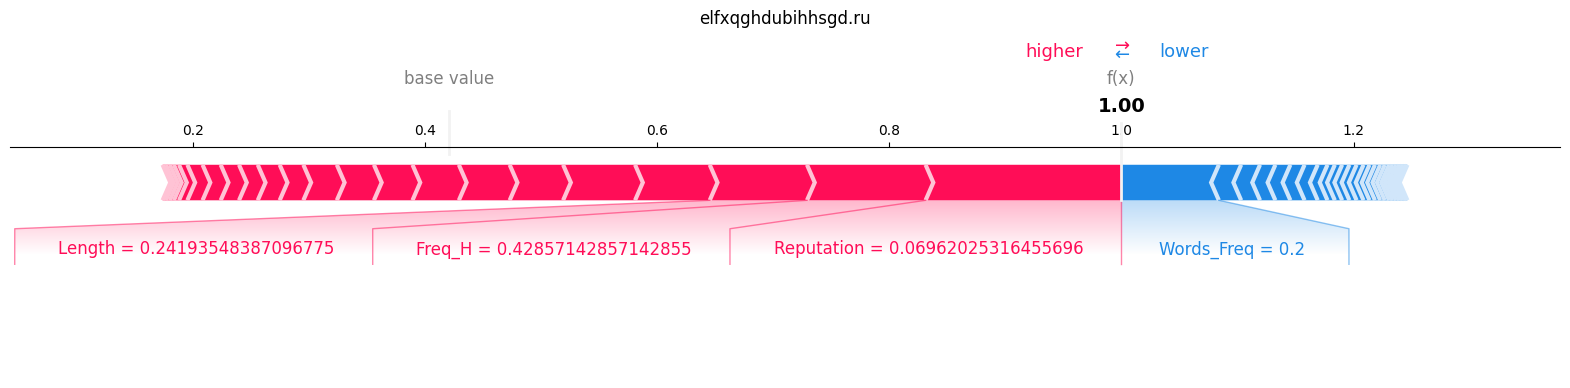 elfxqghdubihhsgd.ru
higher ⇄ lower
base value f(x)
1.00
0.2 0.4 0.6 0.8 1.0 1.2
Length = 0.24193548387096775 Freq_H = 0.42857142857142855 Reputation = 0.06962025316455696 Words_Freq = 0.2